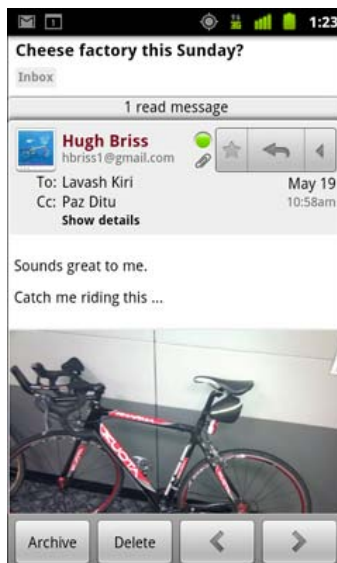 1:23
Cheese factory this Sunday?
Inbox
1 read message
Hugh Briss
hbriss1@gmail.com
To: Lavash Kiri
May 19
Cc: Paz Ditu
10:58am
Show details
Sounds great to me.
Catch me riding this ...
Archive
Delete